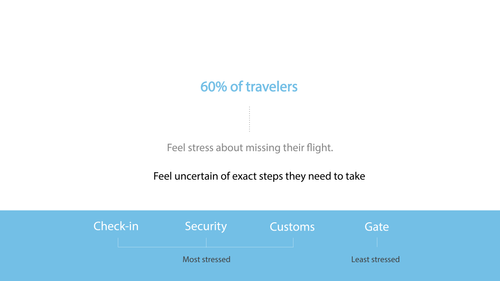 60% of travelers
Feel stress about missing their flight.
Feel uncertain of exact steps they need to take
Check-in Security Customs Gate
Most stressed Least stressed